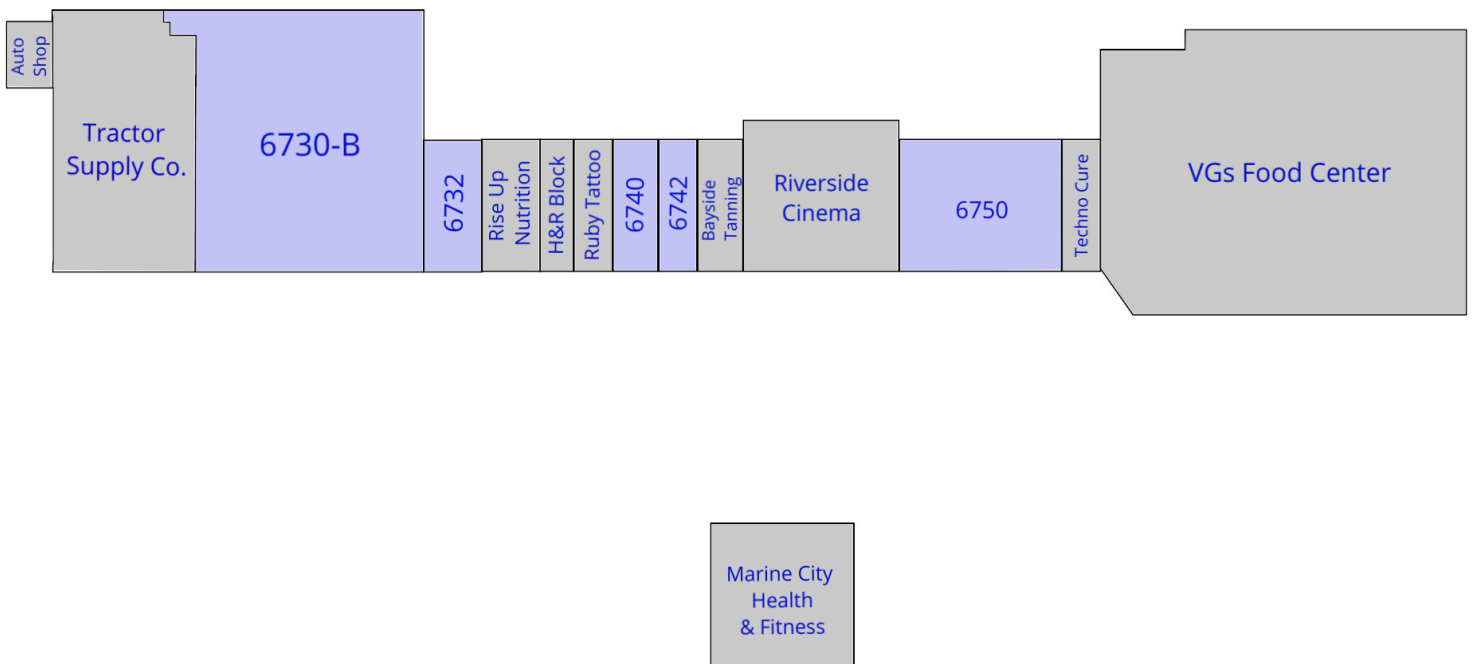 Auto
Shop
Tractor
Supply Co.
6730-B
6732
Rise Up
Nutrition
H&R Block
Ruby Tattoo
6740
6742
Bayside
Tanning
Riverside
Cinema
6750
Techno Cure
VGs Food Center
Marine City
Health
& Fitness